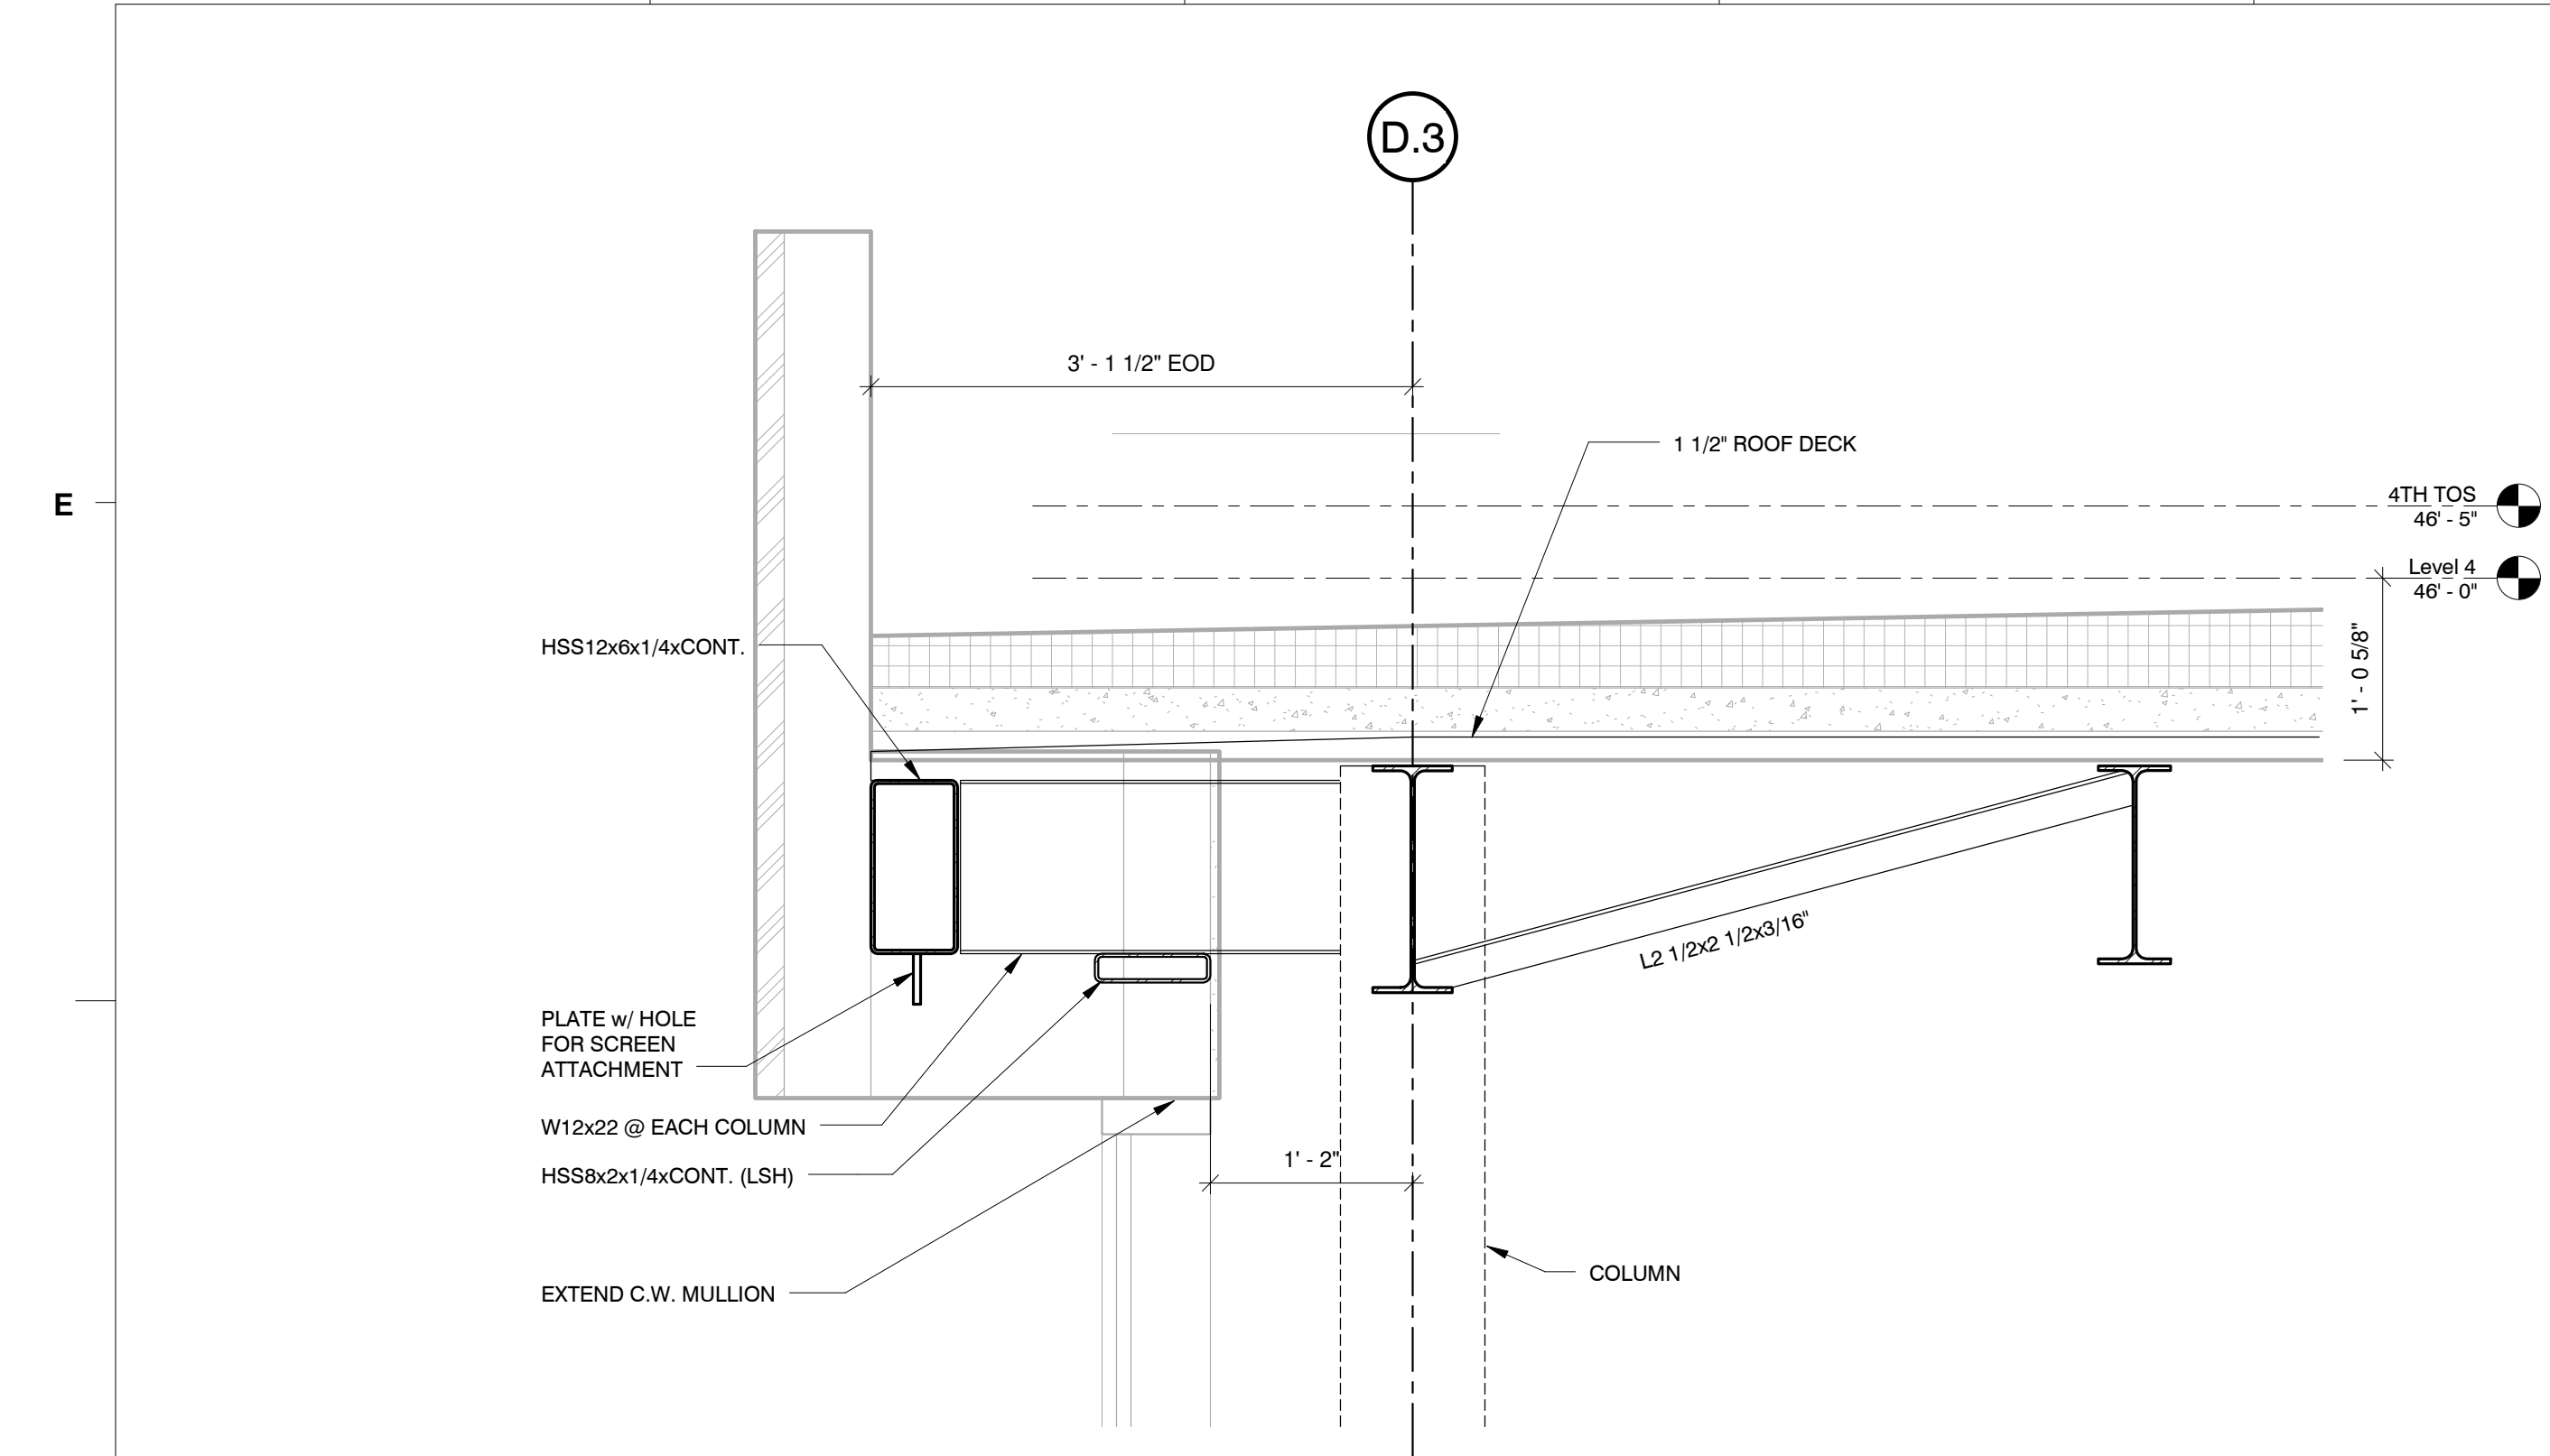 D.3
3' - 1 1/2" EOD
1 1/2" ROOF DECK
E
4TH TOS
46' - 5"
Level 4
46' - 0"
1' - 0 5/8"
HSS12x6x1/4xCONT.
L2 1/2x2 1/2x3/16"
PLATE w/ HOLE
FOR SCREEN
ATTACHMENT
W12x22 @ EACH COLUMN
HSS8x2x1/4xCONT. (LSH)
1' - 2"
COLUMN
EXTEND C.W. MULLION